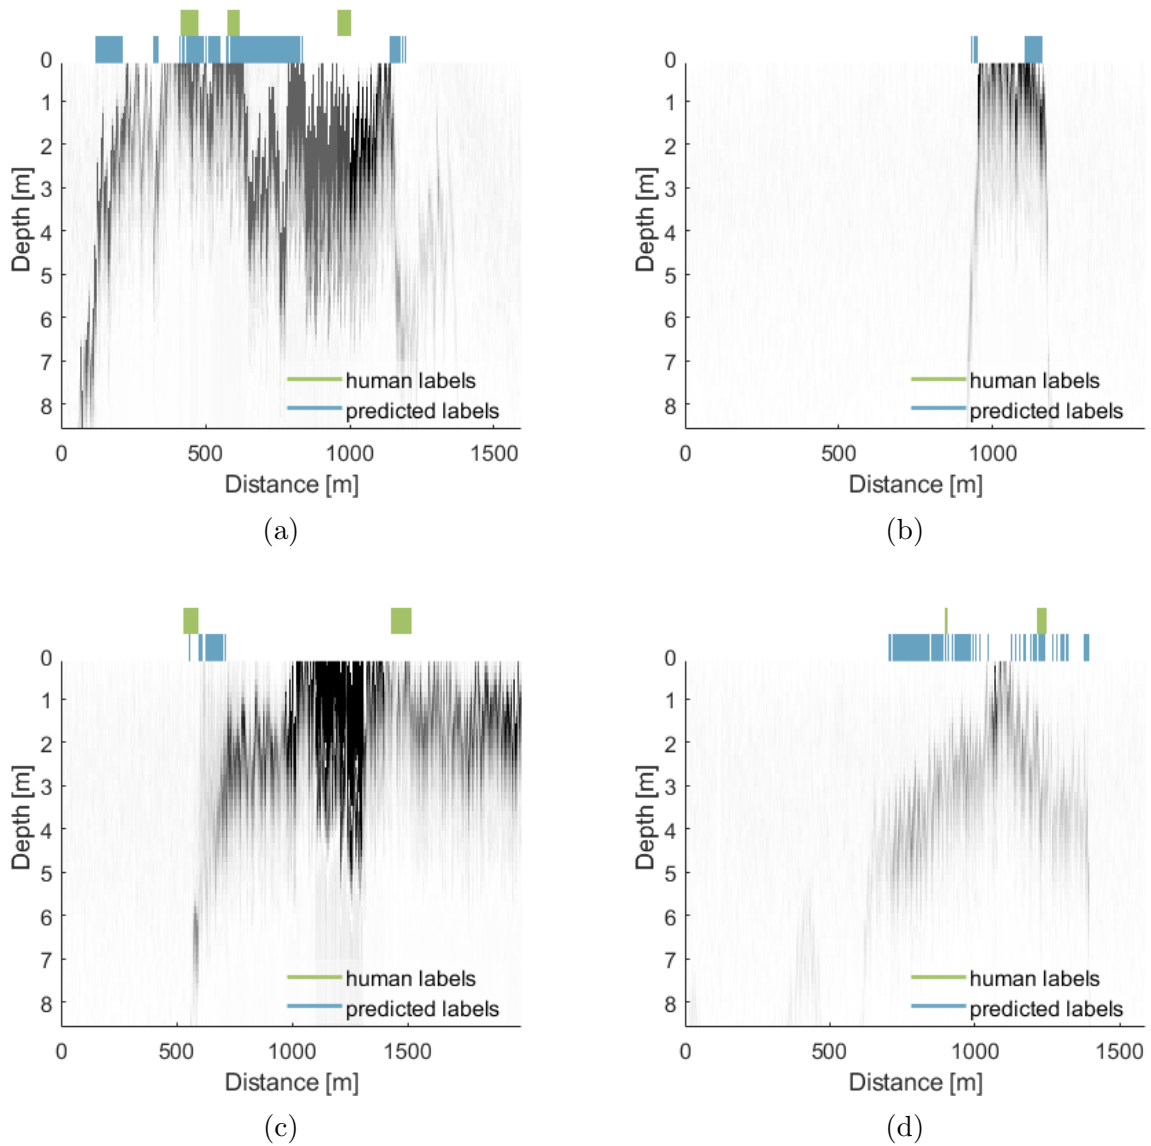 0
1
2
3
4
5
6
7
8
Depth [m]
human labels
predicted labels
0 500 1000 1500
Distance [m]
(a)
0
1
2
3
4
5
6
7
8
Depth [m]
human labels
predicted labels
0 500 1000
Distance [m]
(b)
0
1
2
3
4
5
6
7
8
Depth [m]
human labels
predicted labels
0 500 1000 1500
Distance [m]
(c)
0
1
2
3
4
5
6
7
8
Depth [m]
human labels
predicted labels
0 500 1000 1500
Distance [m]
(d)